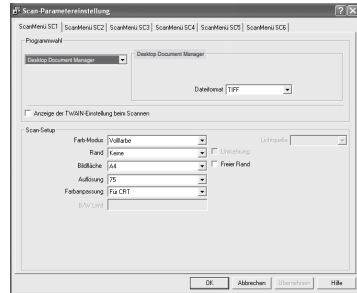 Scan-Parametereinstellung
ScanMenü SC1 ScanMenü SC2 ScanMenü SC3 ScanMenü SC4 ScanMenü SC5 ScanMenü SC6
Programmwahl
Desktop Document Manager
Desktop Document Manager
Dateiformat TIFF
Anzeige der TWAIN-Einstellung beim Scannen
Scan-Setup
Farb-Modus Vollfarbe Lichtquelle
Rand Keine Umkehrung
Bildfläche A4 Freier Rand
Auflösung 75
Farbanpassung Für CRT
OK Abbrechen Übernehmen Hilfe